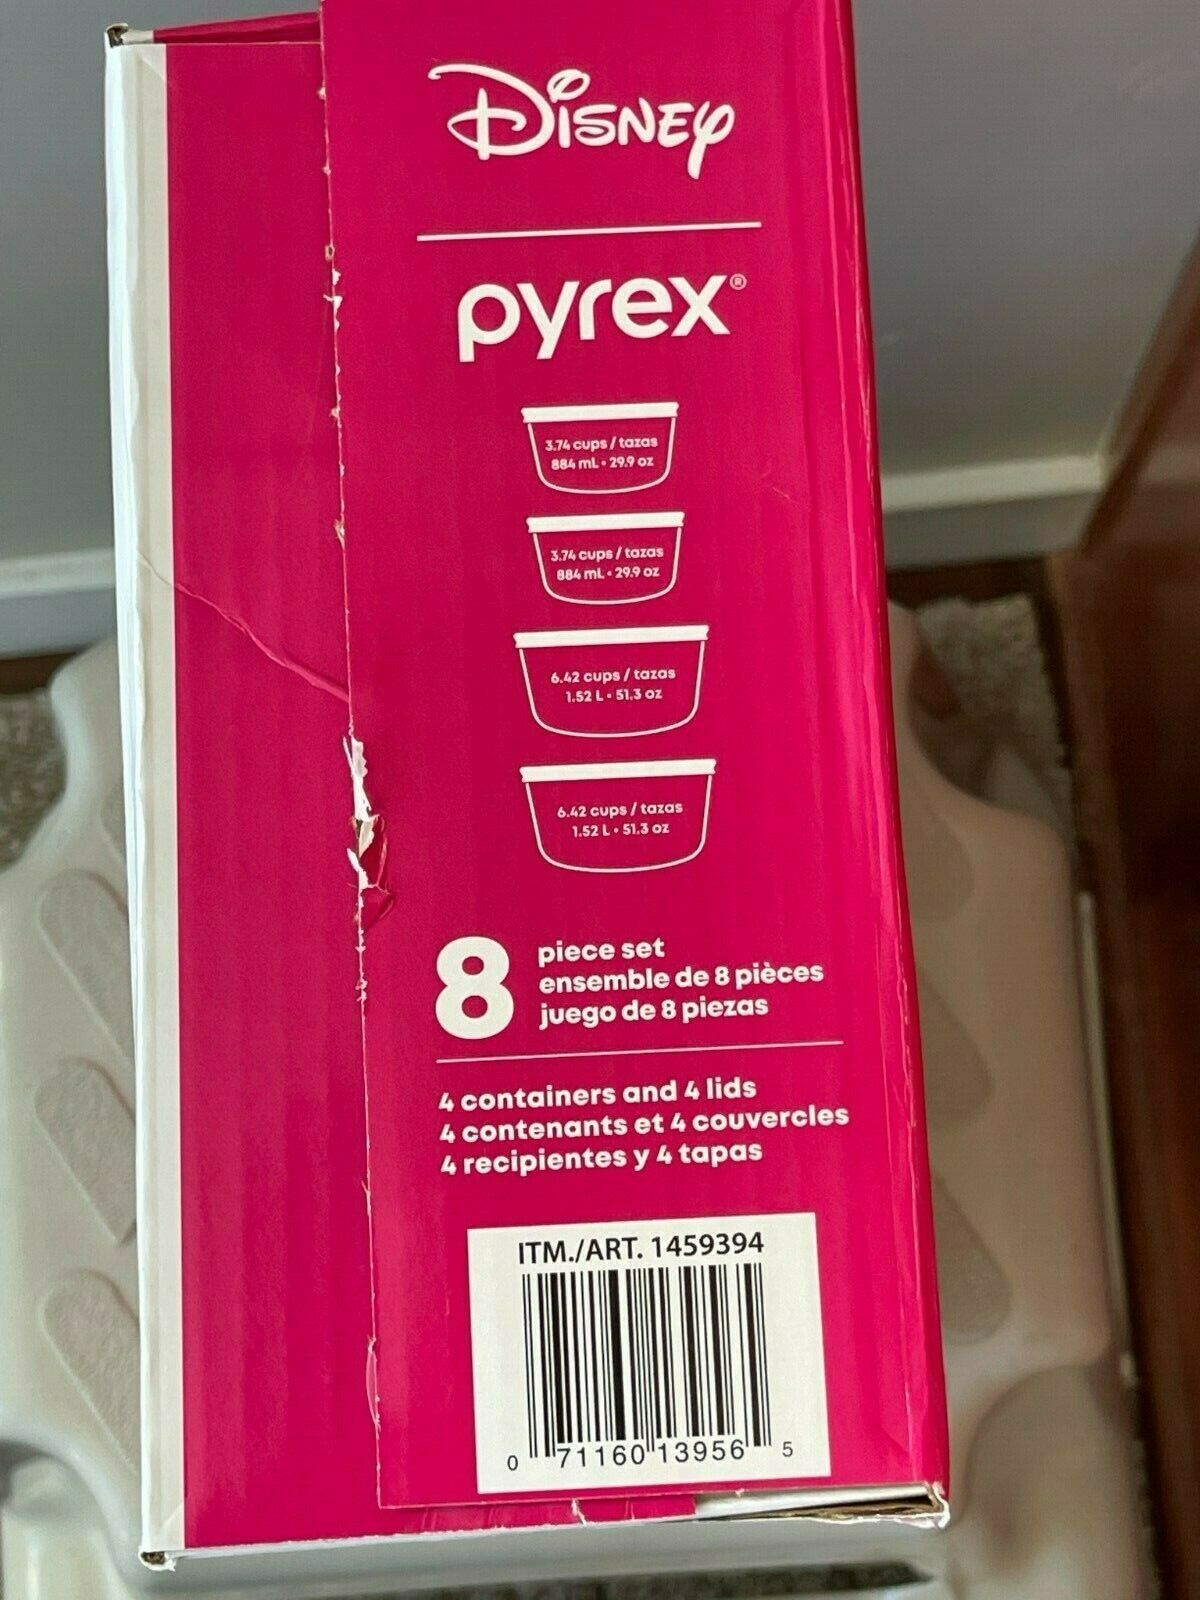 Disney
pyrex®
3.74 cups / tazas
884 mL • 29.9 oz
3.74 cups / tazas
884 mL • 29.9 oz
6.42 cups / tazas
1.52 L • 51.3 oz
6.42 cups / tazas
1.52 L • 51.3 oz
8 piece set
ensemble de 8 pièces
juego de 8 piezas
4 containers and 4 lids
4 contenants et 4 couvercles
4 recipientes y 4 tapas
ITM./ART. 1459394
0 71160 13956 5